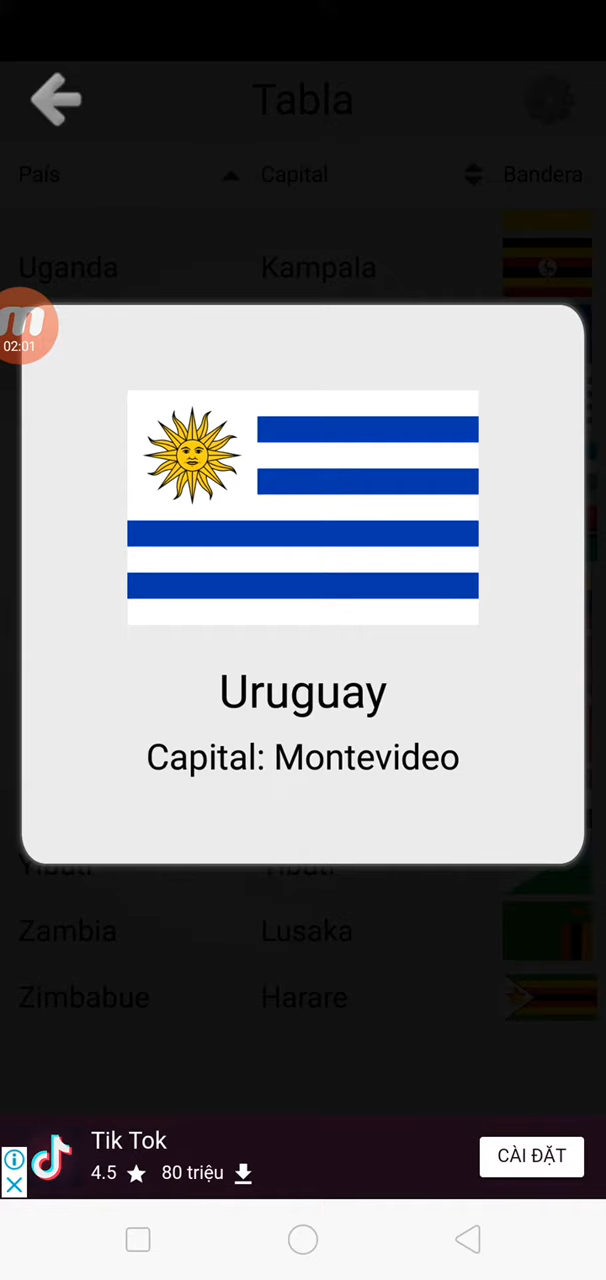 Tabla
País
Capital
Bandera
Uganda
Kampala
02:01
Uruguay
Capital: Montevideo
Zambia
Lusaka
Zimbabue
Harare
Tik Tok
4.5 ★ 80 triệu
CÀI ĐẶT